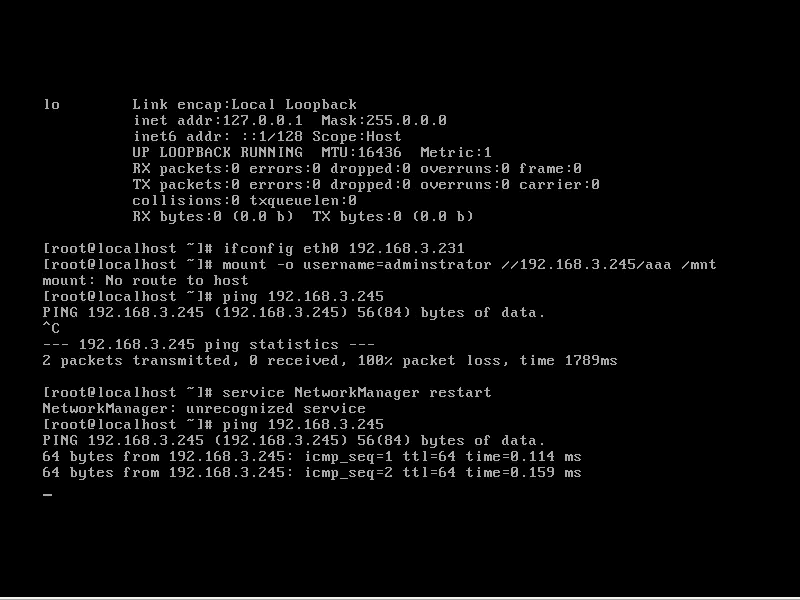 lo        Link encap:Local Loopback
          inet addr:127.0.0.1  Mask:255.0.0.0
          inet6 addr: ::1/128 Scope:Host
          UP LOOPBACK RUNNING  MTU:16436  Metric:1
          RX packets:0 errors:0 dropped:0 overruns:0 frame:0
          TX packets:0 errors:0 dropped:0 overruns:0 carrier:0
          collisions:0 txqueuelen:0
          RX bytes:0 (0.0 b)  TX bytes:0 (0.0 b)
[root@localhost ~]# ifconfig eth0 192.168.3.231
[root@localhost ~]# mount -o username=adminstrator //192.168.3.245/aaa /mnt
mount: No route to host
[root@localhost ~]# ping 192.168.3.245
PING 192.168.3.245 (192.168.3.245) 56(84) bytes of data.
^C
--- 192.168.3.245 ping statistics ---
2 packets transmitted, 0 received, 100% packet loss, time 1789ms
[root@localhost ~]# service NetworkManager restart
NetworkManager: unrecognized service
[root@localhost ~]# ping 192.168.3.245
PING 192.168.3.245 (192.168.3.245) 56(84) bytes of data.
64 bytes from 192.168.3.245: icmp_seq=1 ttl=64 time=0.114 ms
64 bytes from 192.168.3.245: icmp_seq=2 ttl=64 time=0.159 ms